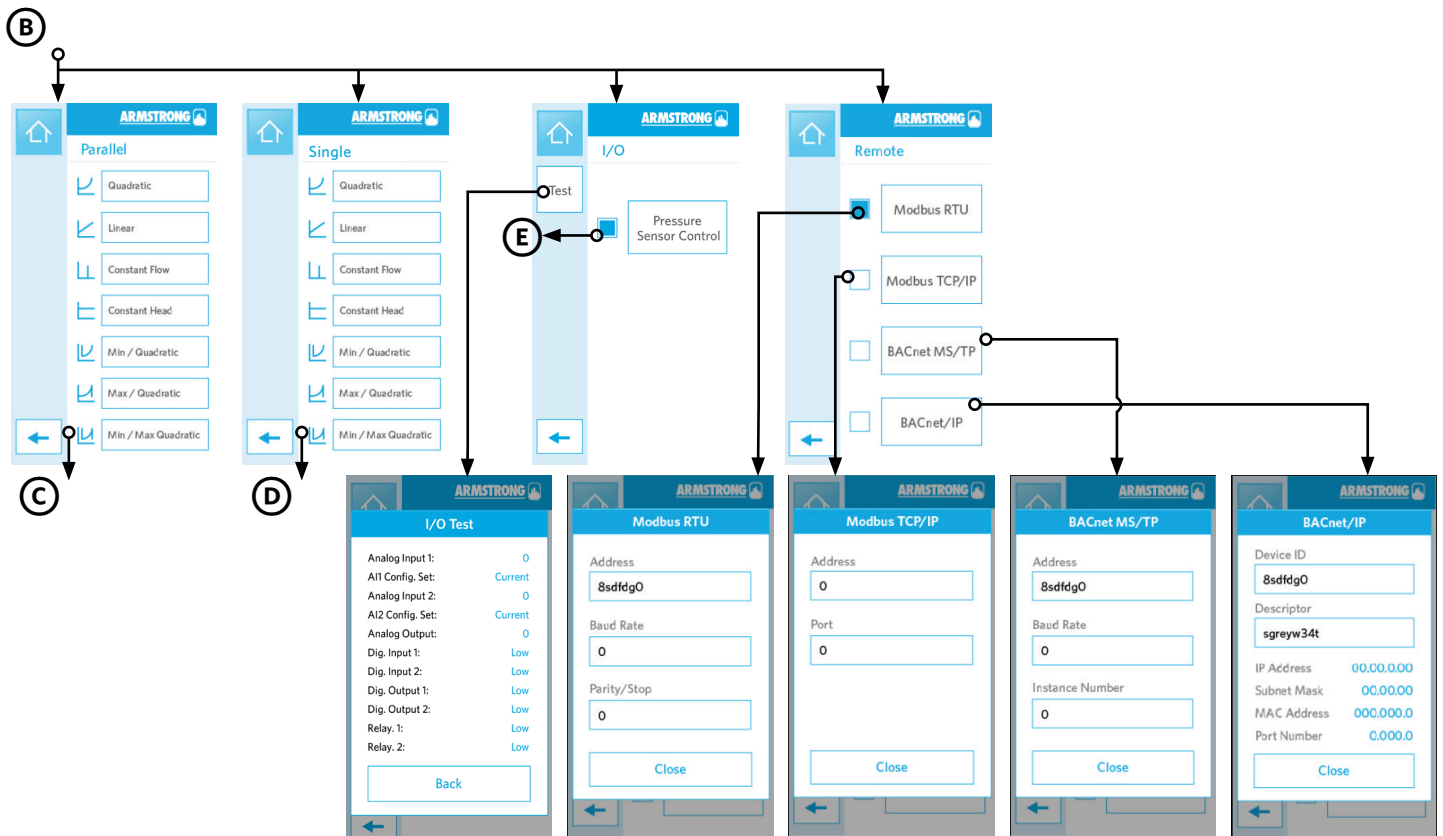 B
ARMSTRONG
Parallel
Quadratic
Linear
Constant Flow
Constant Head
Min / Quadratic
Max / Quadratic
Min / Max Quadratic
C
ARMSTRONG
Single
Quadratic
Linear
Constant Flow
Constant Head
Min / Quadratic
Max / Quadratic
Min / Max Quadratic
D
ARMSTRONG
I/O
Test
E
Pressure
Sensor Control
ARMSTRONG
Remote
Modbus RTU
Modbus TCP/IP
BACnet MS/TP
BACnet/IP
ARMSTRONG
I/O Test
Analog Input 1: 0
AI1 Config. Set: Current
Analog Input 2: 0
AI2 Config. Set: Current
Analog Output: 0
Dig. Input 1: Low
Dig. Input 2: Low
Dig. Output 1: Low
Dig. Output 2: Low
Relay. 1: Low
Relay. 2: Low
Back
ARMSTRONG
Modbus RTU
Address
8sdfdg0
Baud Rate
0
Parity/Stop
0
Close
ARMSTRONG
Modbus TCP/IP
Address
0
Port
0
Close
ARMSTRONG
BACnet MS/TP
Address
8sdfdg0
Baud Rate
0
Instance Number
0
Close
ARMSTRONG
BACnet/IP
Device ID
8sdfdg0
Descriptor
sgreyw34t
IP Address 00.00.0.00
Subnet Mask 00.00.00
MAC Address 000.000.0
Port Number 0.000.0
Close